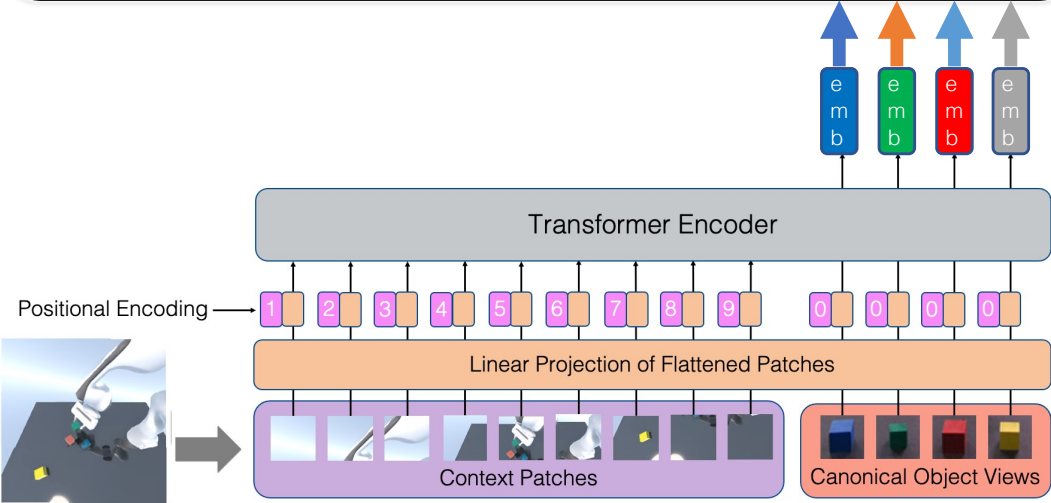 e e e e
m m m m
b b b b
Transformer Encoder
Positional Encoding
1 2 3 4 5 6 7 8 9 0 0 0 0
Linear Projection of Flattened Patches
Context Patches
Canonical Object Views